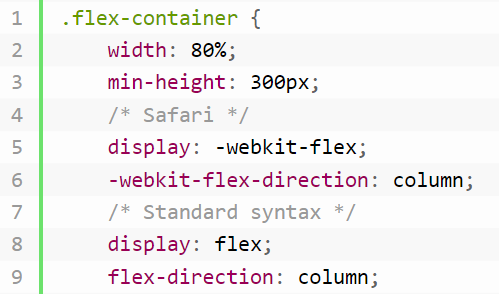 1 .flex-container {
2 width: 80%;
3 min-height: 300px;
4 /* Safari */
5 display: -webkit-flex;
6 -webkit-flex-direction: column;
7 /* Standard syntax */
8 display: flex;
9 flex-direction: column;